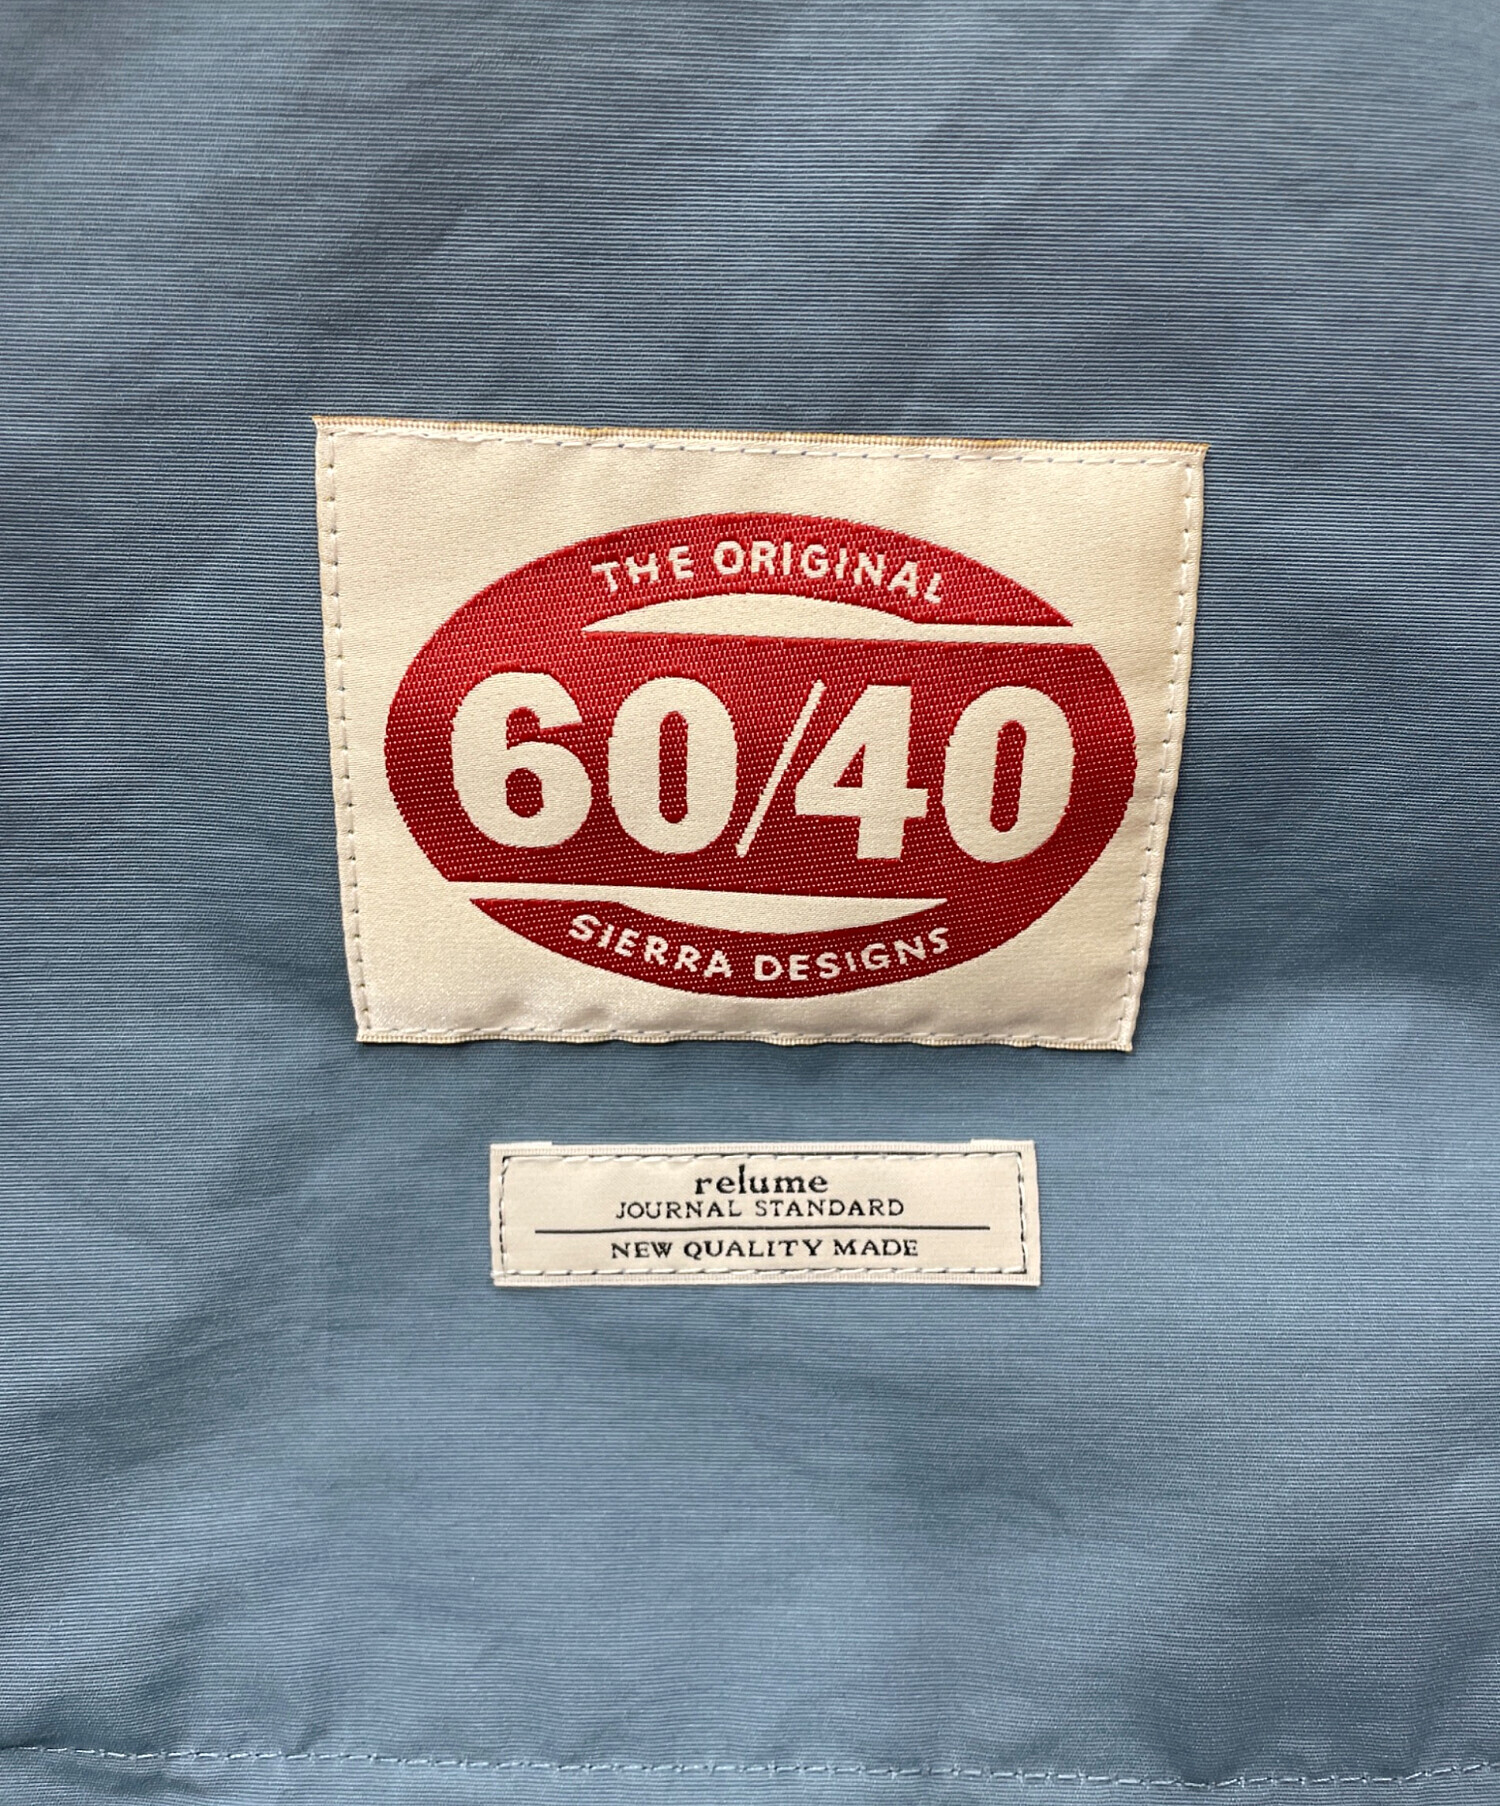 THE ORIGINAL
60/40
SIERRA DESIGNS
relume
JOURNAL STANDARD
NEW QUALITY MADE